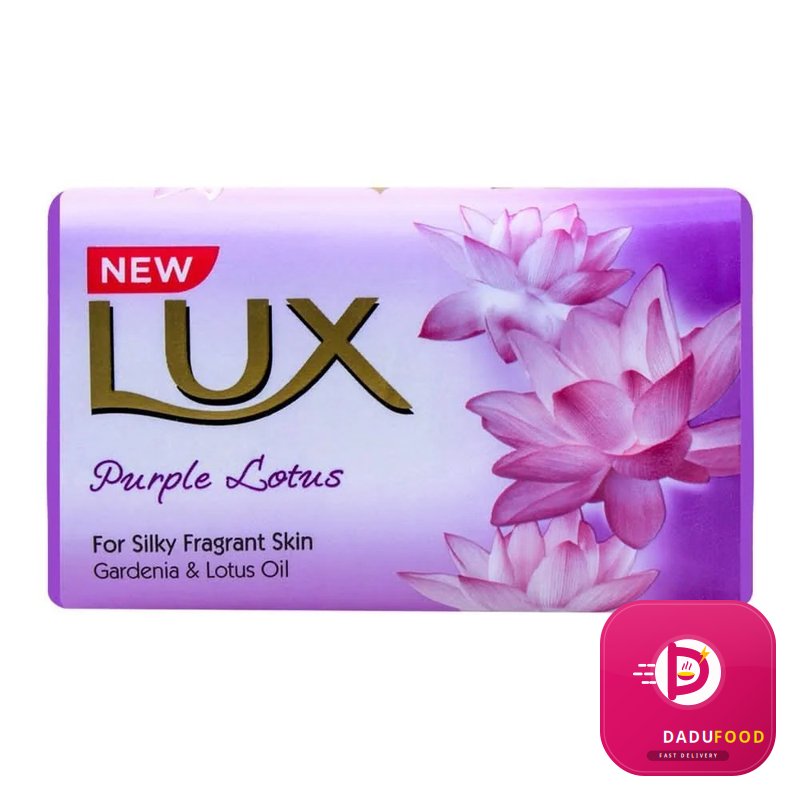 NEW
LUX
Purple Lotus
For Silky Fragrant Skin
Gardenia & Lotus Oil
DADUFOOD
FAST DELIVERY